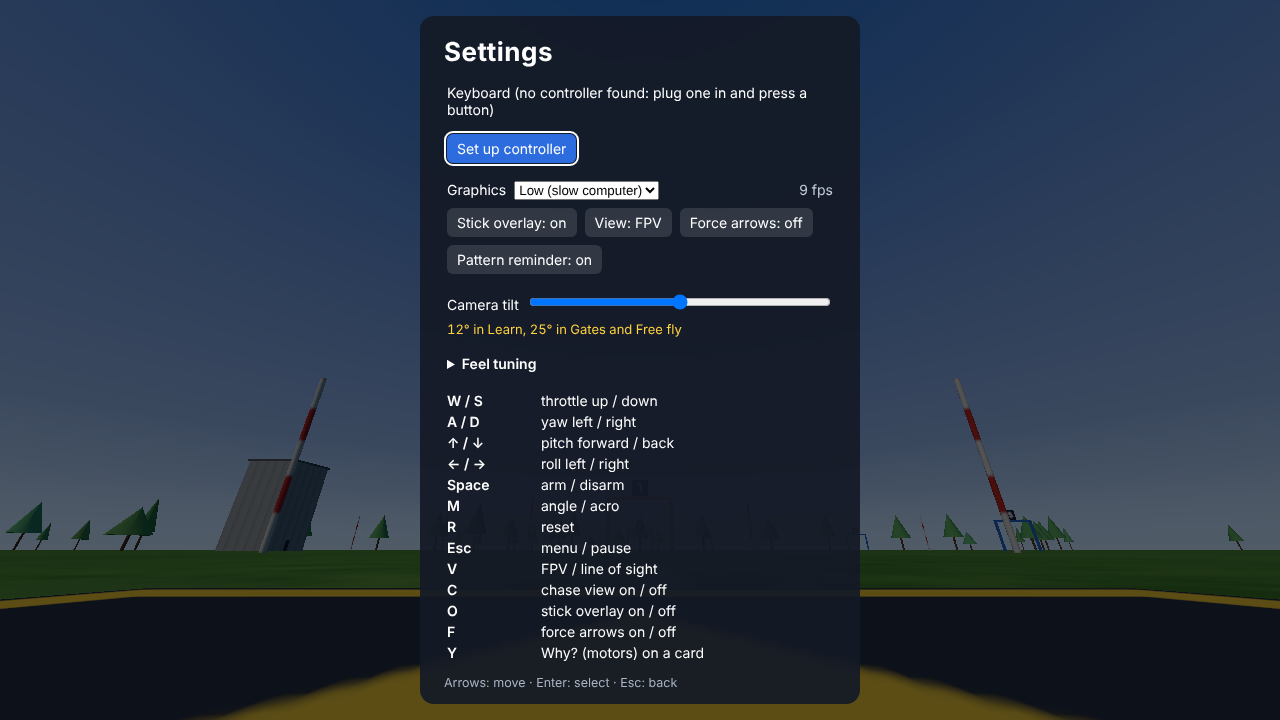 Settings
Keyboard (no controller found: plug one in and press a
button)
Set up controller
Graphics Low (slow computer) 9 fps
Stick overlay: on View: FPV Force arrows: off
Pattern reminder: on
Camera tilt
12° in Learn, 25° in Gates and Free fly
▶ Feel tuning
W / S throttle up / down
A / D yaw left / right
↑ / ↓ pitch forward / back
← / → roll left / right
Space arm / disarm
M angle / acro
R reset
Esc menu / pause
V FPV / line of sight
C chase view on / off
O stick overlay on / off
F force arrows on / off
Y Why? (motors) on a card
Arrows: move · Enter: select · Esc: back